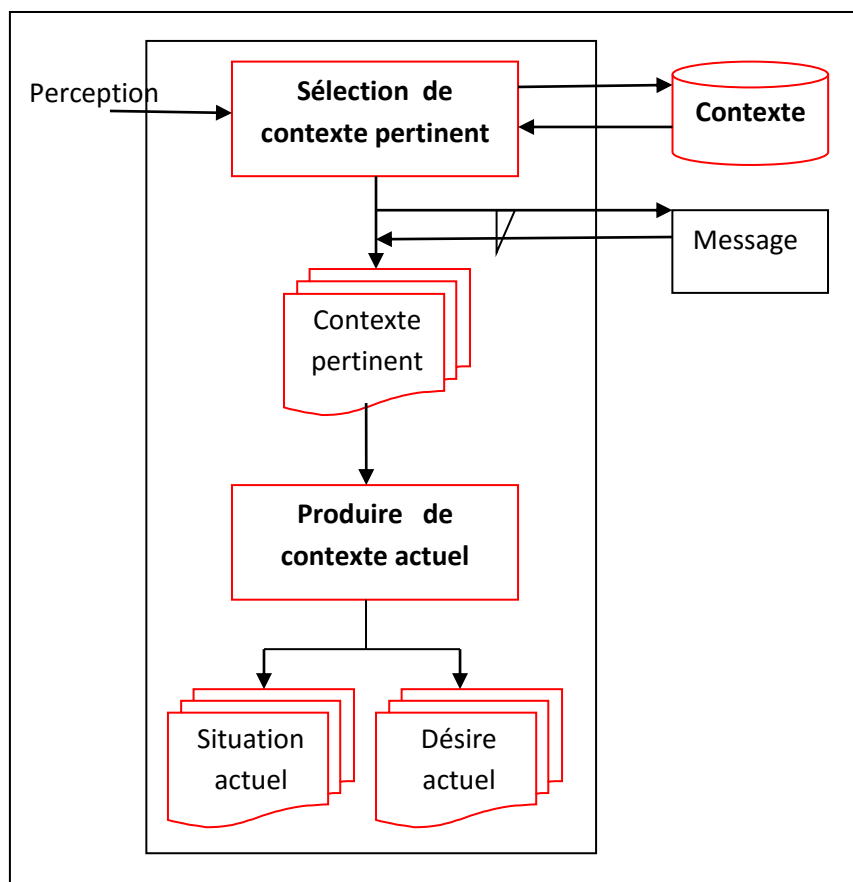 Perception
Sélection de
contexte pertinent
Contexte
Message
Contexte
pertinent
Produire de
contexte actuel
Situation
actuel
Désire
actuel